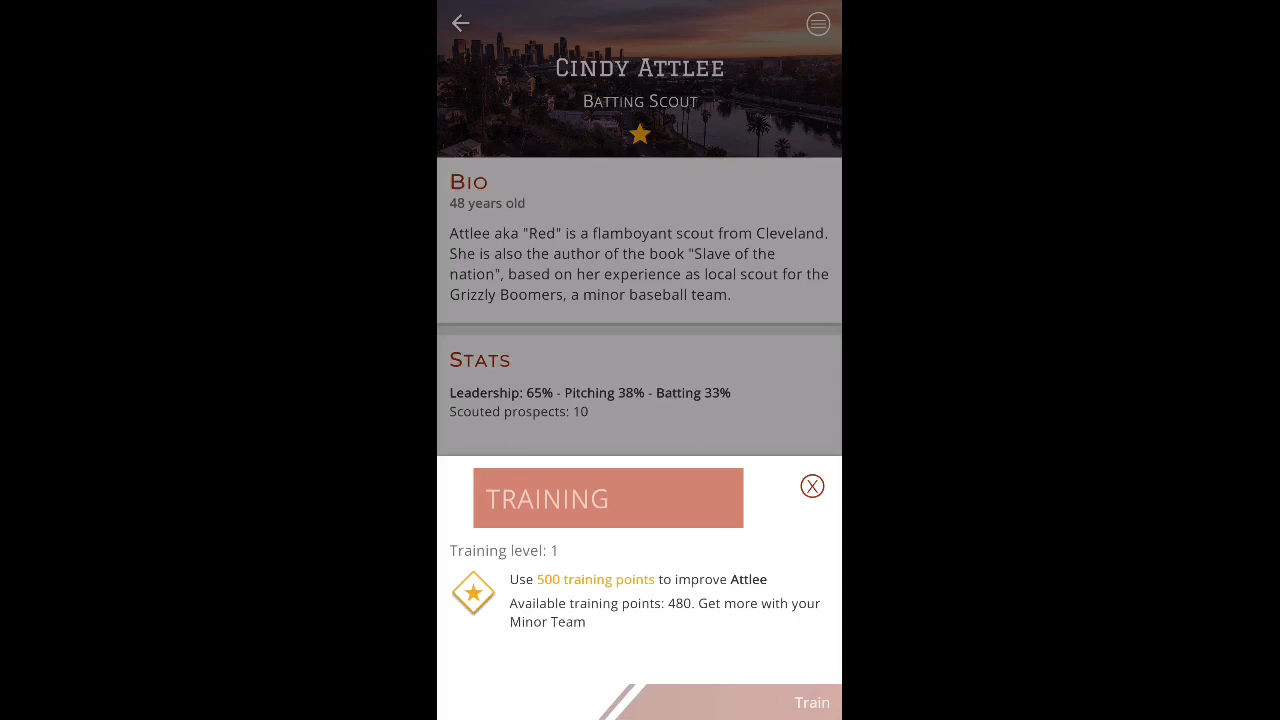 Cindy Attlee
Batting Scout
Bio
48 years old
Attlee aka "Red" is a flamboyant scout from Cleveland.
She is also the author of the book "Slave of the
nation", based on her experience as local scout for the
Grizzly Boomers, a minor baseball team.
Stats
Leadership: 65% - Pitching 38% - Batting 33%
Scouted prospects: 10
TRAINING
X
Training level: 1
Use 500 training points to improve Attlee
Available training points: 480. Get more with your
Minor Team
Train